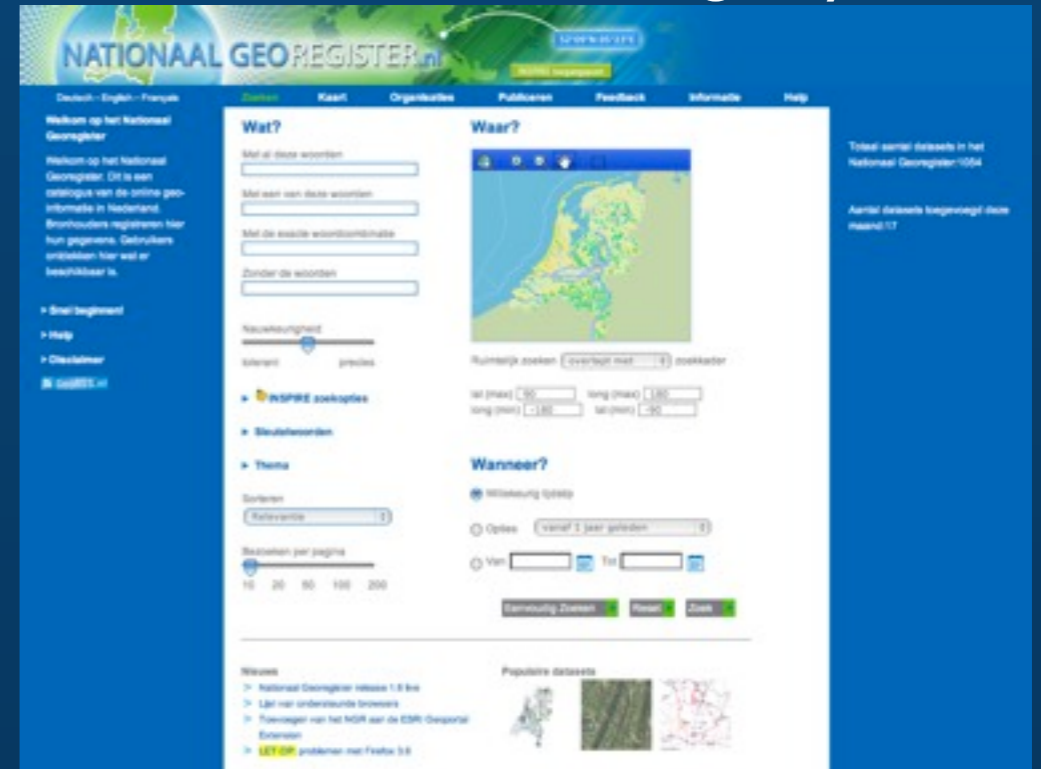 NATIONAAL GEOREGISTER.nl
INSPIRE
Deutsch - English - Français
Zoeken Kaart Organisaties Publiceren Feedback Informatie Help
Welkom op het Nationaal
Georegister
Welkom op het Nationaal
Georegister. Dit is een
catalogus van de online geo-
informatie in Nederland.
Bronhouders registreren hier
hun gegevens. Gebruikers
ontdekken hier wat er
beschikbaar is.
> Snel beginnen!
> Help
> Disclaimer
Wat?
Met al deze woorden
Met een van deze woorden
Met de exacte woordcombinatie
Zonder de woorden
Nauwkeurigheid
tolerant precies
INSPIRE zoekopties
Sleutelwoorden
Thema
Sorteren
Relevantie
per pagina
10 20 50 100 200
Waar?
Ruimtelijk zoeken overlapt met zoekkader
lat (max) 90 long (max) 180
long (min) -180 lat (min) -90
Wanneer?
Willekeurig tijdstip
Opties vanaf 1 jaar geleden
Van Tot
Eenvoudig Zoeken Reset Zoek
Totaal aantal datasets in het
Nationaal Georegister:1084
Aantal datasets toegevoegd deze
maand:17
Nieuws
> Nationaal Georegister release 1.8 live
> Lijst van ondersteunde browsers
> Toevoegen van het NGR aan de ESRI Geoportal
Extension
> LET OP: problemen met Firefox 3.6
Populaire datasets